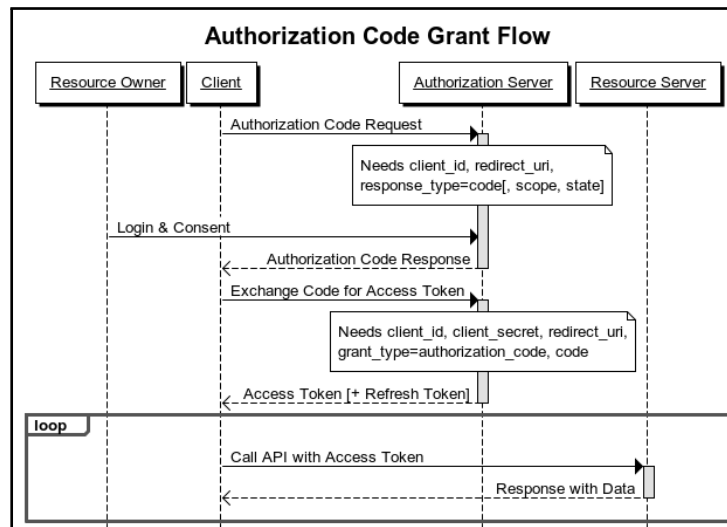 Authorization Code Grant Flow
Resource Owner
Client
Authorization Server
Resource Server
Authorization Code Request
Needs client_id, redirect_uri,
response_type=code[, scope, state]
Login & Consent
Authorization Code Response
Exchange Code for Access Token
Needs client_id, client_secret, redirect_uri,
grant_type=authorization_code, code
Access Token [+ Refresh Token]
loop
Call API with Access Token
Response with Data